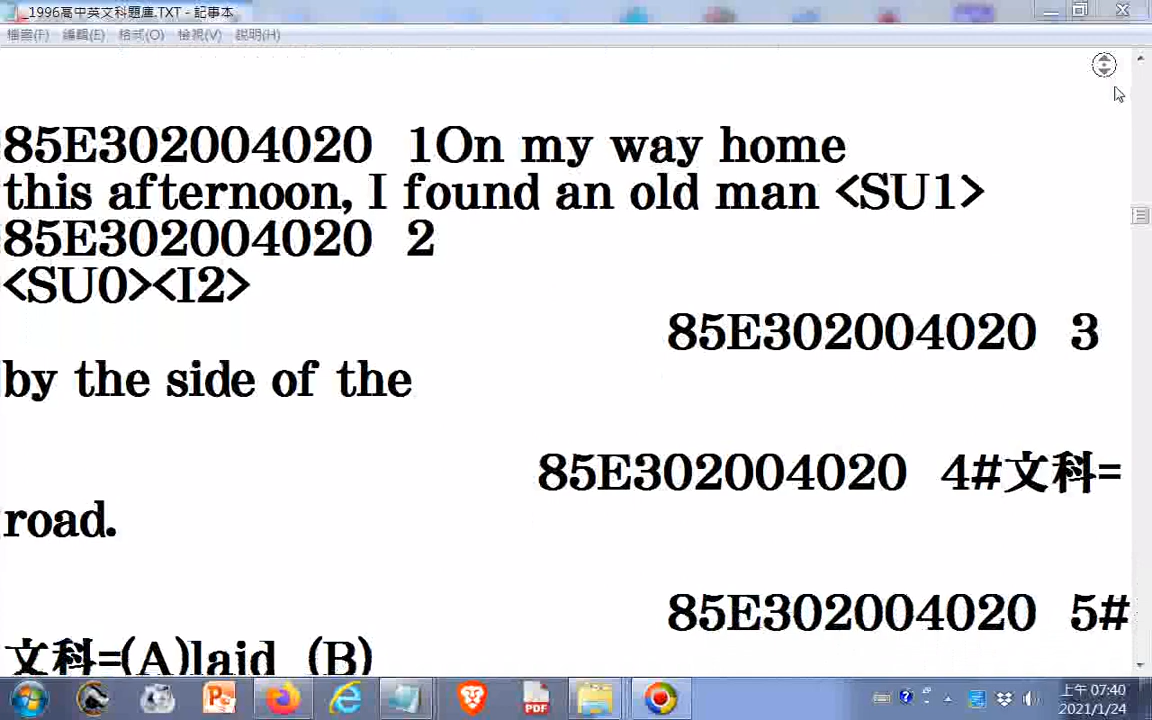 _1996高中英文科題庫.TXT - 記事本
檔案(F) 編輯(E) 格式(O) 檢視(V) 說明(H)
85E302004020 1On my way home
this afternoon, I found an old man <SU1>
85E302004020 2
<SU0><I2>
85E302004020 3
by the side of the
85E302004020 4#文科=
road.
85E302004020 5#
文科=(A)laid (B)
PDF
上午 07:40
2021/1/24